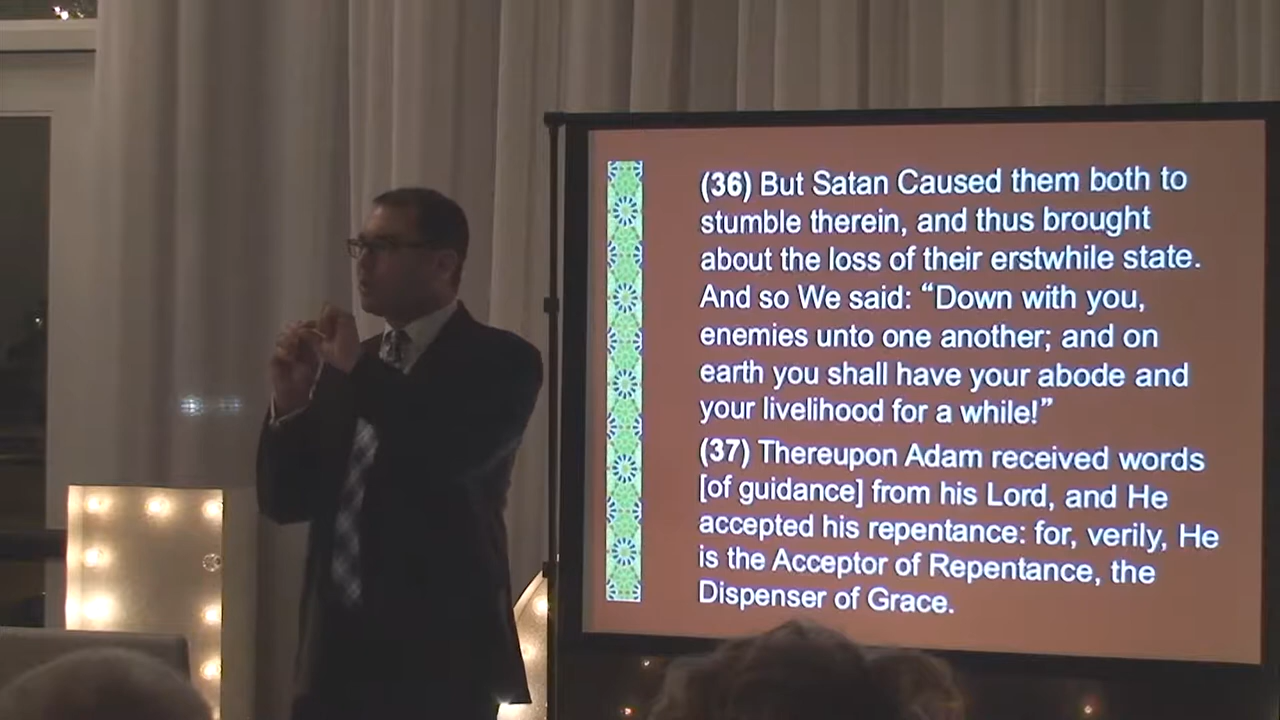 (36) But Satan Caused them both to
stumble therein, and thus brought
about the loss of their erstwhile state.
And so We said: “Down with you,
enemies unto one another; and on
earth you shall have your abode and
your livelihood for a while!”
(37) Thereupon Adam received words
[of guidance] from his Lord, and He
accepted his repentance: for, verily, He
is the Acceptor of Repentance, the
Dispenser of Grace.